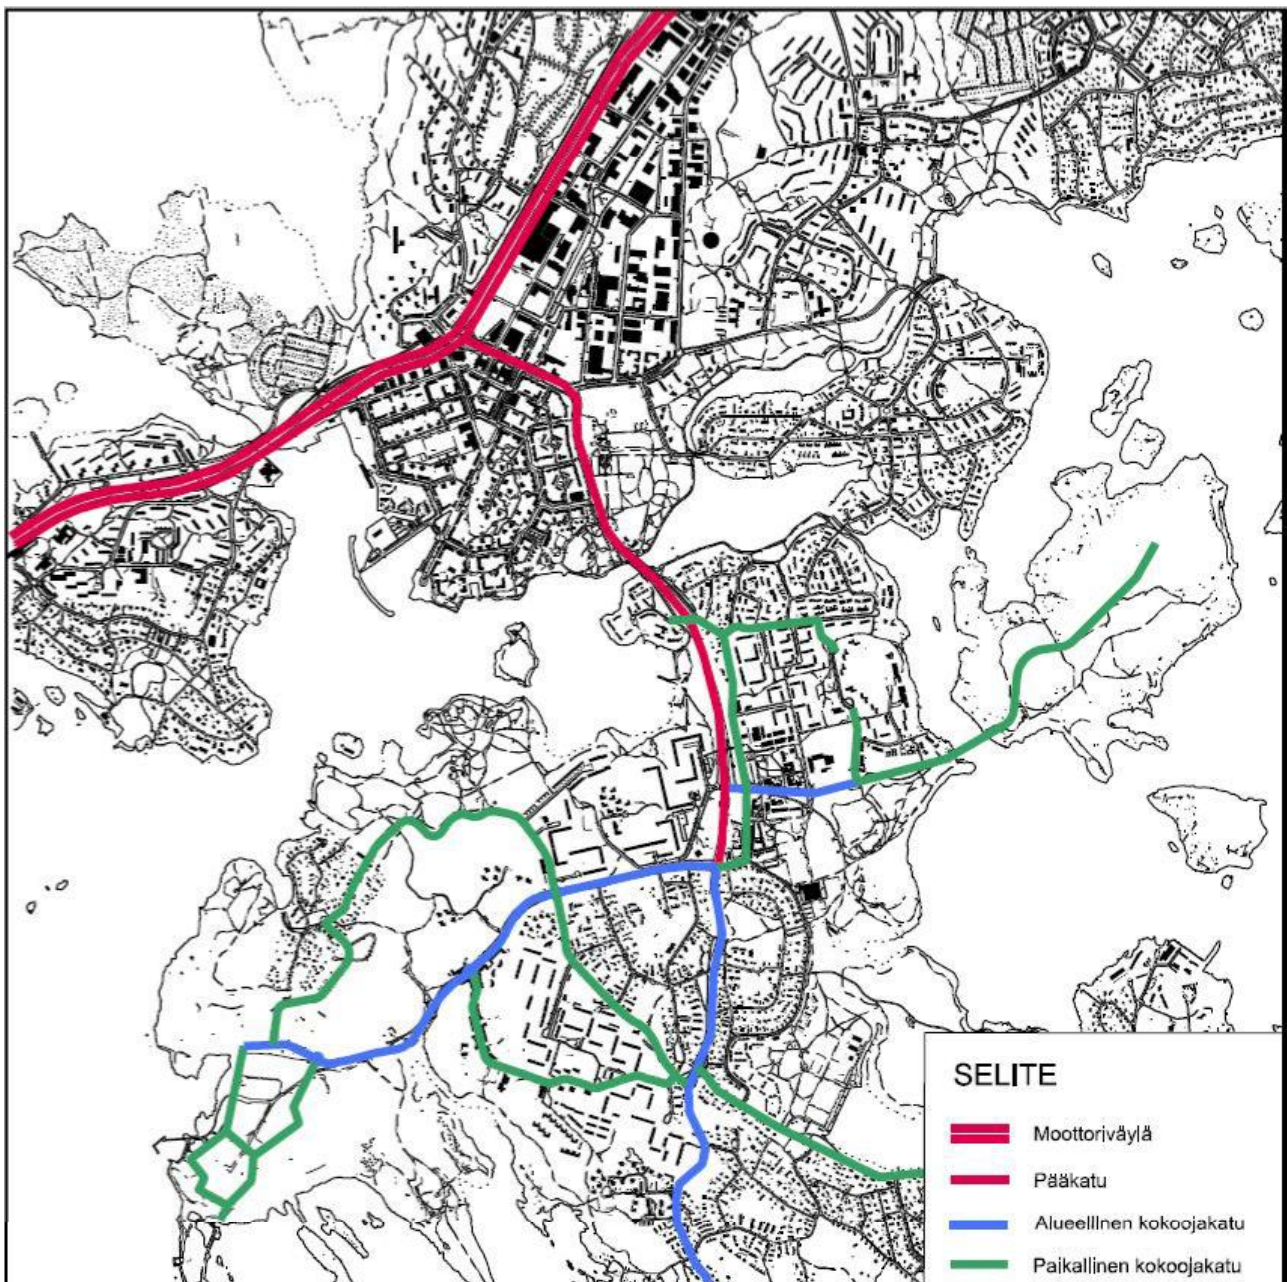 SELITE
Moottoriväylä
Pääkatu
Alueellinen kokoojakatu
Paikallinen kokoojakatu